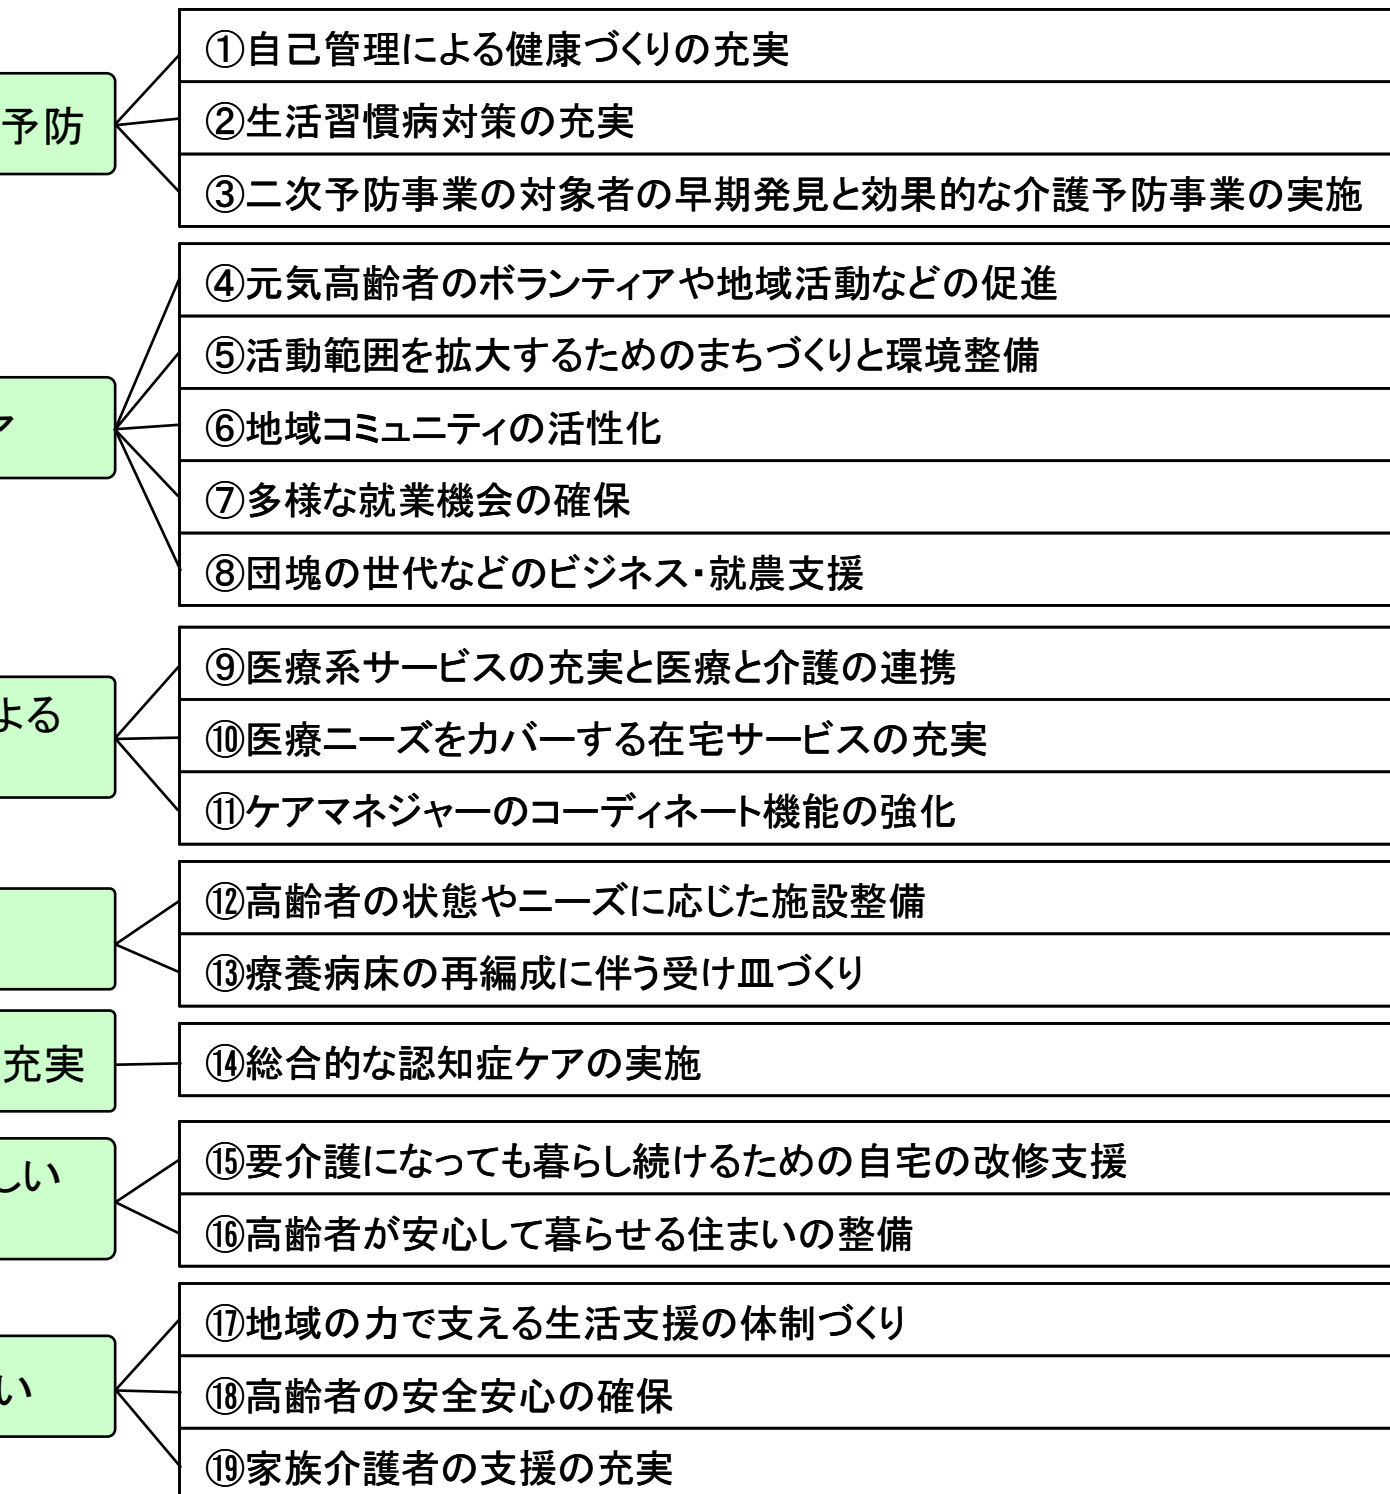 予防
①自己管理による健康づくりの充実
②生活習慣病対策の充実
③二次予防事業の対象者の早期発見と効果的な介護予防事業の実施
ア
④元気高齢者のボランティアや地域活動などの促進
⑤活動範囲を拡大するためのまちづくりと環境整備
⑥地域コミュニティの活性化
⑦多様な就業機会の確保
⑧団塊の世代などのビジネス・就農支援
よる
⑨医療系サービスの充実と医療と介護の連携
⑩医療ニーズをカバーする在宅サービスの充実
⑪ケアマネジャーのコーディネート機能の強化
⑫高齢者の状態やニーズに応じた施設整備
⑬療養病床の再編成に伴う受け皿づくり
充実
⑭総合的な認知症ケアの実施
しい
⑮要介護になっても暮らし続けるための自宅の改修支援
⑯高齢者が安心して暮らせる住まいの整備
い
⑰地域の力で支える生活支援の体制づくり
⑱高齢者の安全安心の確保
⑲家族介護者の支援の充実